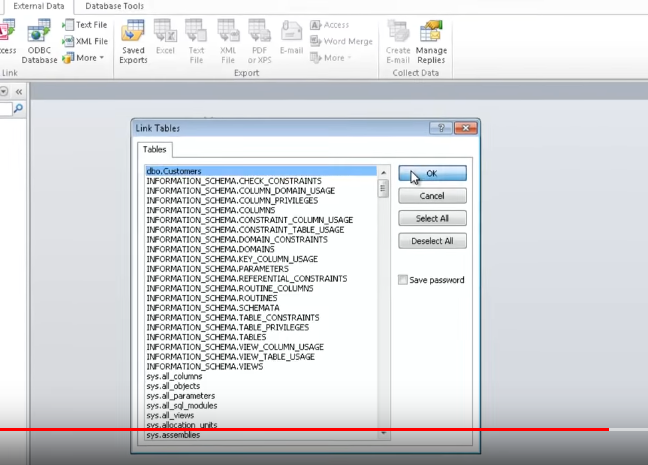 External Data
Database Tools
Text File
XML File
More
ODBC
Database
Saved
Exports
Excel
Text
File
XML
File
PDF
or XPS
E-mail
Access
Word Merge
More
Create
E-mail
Manage
Replies
Link
Export
Collect Data
Link Tables
Tables
dbo.Customers
INFORMATION_SCHEMA.CHECK_CONSTRAINTS
INFORMATION_SCHEMA.COLUMN_DOMAIN_USAGE
INFORMATION_SCHEMA.COLUMN_PRIVILEGES
INFORMATION_SCHEMA.COLUMNS
INFORMATION_SCHEMA.CONSTRAINT_COLUMN_USAGE
INFORMATION_SCHEMA.CONSTRAINT_TABLE_USAGE
INFORMATION_SCHEMA.DOMAIN_CONSTRAINTS
INFORMATION_SCHEMA.DOMAINS
INFORMATION_SCHEMA.KEY_COLUMN_USAGE
INFORMATION_SCHEMA.PARAMETERS
INFORMATION_SCHEMA.REFERENTIAL_CONSTRAINTS
INFORMATION_SCHEMA.ROUTINE_COLUMNS
INFORMATION_SCHEMA.ROUTINES
INFORMATION_SCHEMA.SCHEMATA
INFORMATION_SCHEMA.TABLE_CONSTRAINTS
INFORMATION_SCHEMA.TABLE_PRIVILEGES
INFORMATION_SCHEMA.TABLES
INFORMATION_SCHEMA.VIEW_COLUMN_USAGE
INFORMATION_SCHEMA.VIEW_TABLE_USAGE
INFORMATION_SCHEMA.VIEWS
sys.all_columns
sys.all_objects
sys.all_parameters
sys.all_sql_modules
sys.all_views
sys.allocation_units
sys.assemblies
OK
Cancel
Select All
Deselect All
Save password